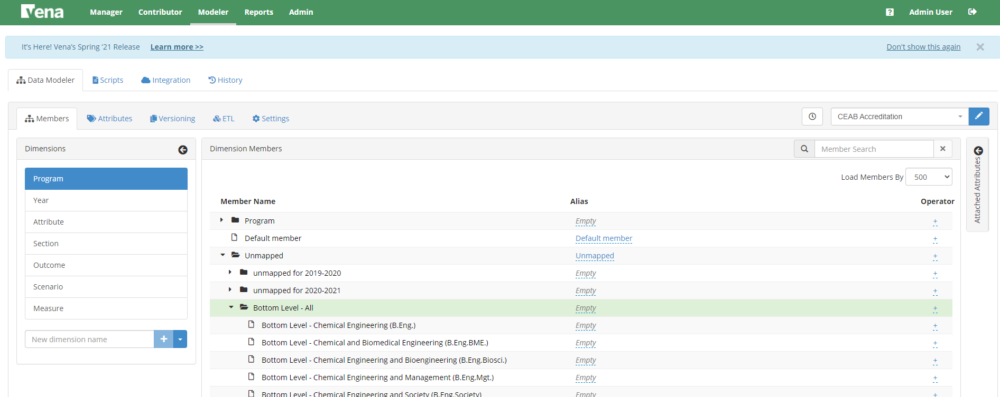 Vena Manager Contributor Modeler Reports Admin ? Admin User
It's Here! Vena's Spring '21 Release Learn more >> Don't show this again
Data Modeler Scripts Integration History
Members Attributes Versioning ETL Settings CEAB Accreditation
Dimensions
Program
Year
Attribute
Section
Outcome
Scenario
Measure
New dimension name +
Dimension Members Member Search
Load Members By 500
Member Name Alias Operator
Program Empty +
Default member Default member +
Unmapped Unmapped +
unmapped for 2019-2020 Empty +
unmapped for 2020-2021 Empty +
Bottom Level - All Empty +
Bottom Level - Chemical Engineering (B.Eng.) Empty +
Bottom Level - Chemical and Biomedical Engineering (B.Eng.BME.) Empty +
Bottom Level - Chemical Engineering and Bioengineering (B.Eng.Biosci.) Empty +
Bottom Level - Chemical Engineering and Management (B.Eng.Mgt.) Empty +
Bottom Level - Chemical Engineering and Society (B.Eng.Society) Empty +
Attached Attributes